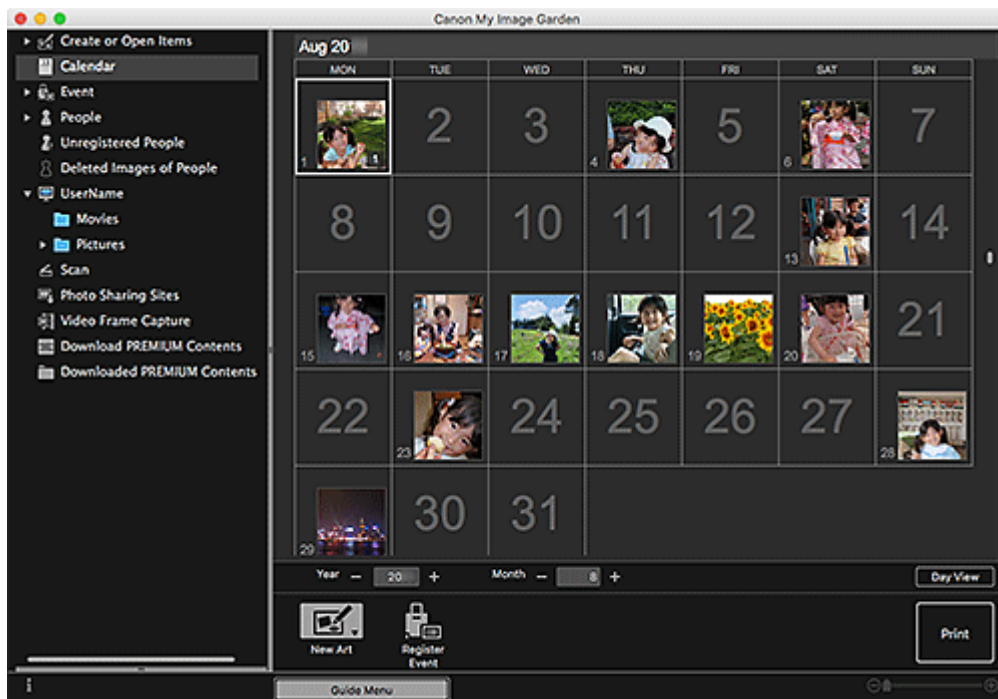 Canon My Image Garden
Create or Open Items
Calendar
Event
People
Unregistered People
Deleted Images of People
UserName
Movies
Pictures
Scan
Photo Sharing Sites
Video Frame Capture
Download PREMIUM Contents
Downloaded PREMIUM Contents
Aug 20
MON TUE WED THU FRI SAT SUN
1 2 3 4 5 6 7
8 9 10 11 12 13 14
15 16 17 18 19 20 21
22 23 24 25 26 27 28
29 30 31
Year − 20 + Month − 8 + Day View
New Art Register Event Print
Guide Menu